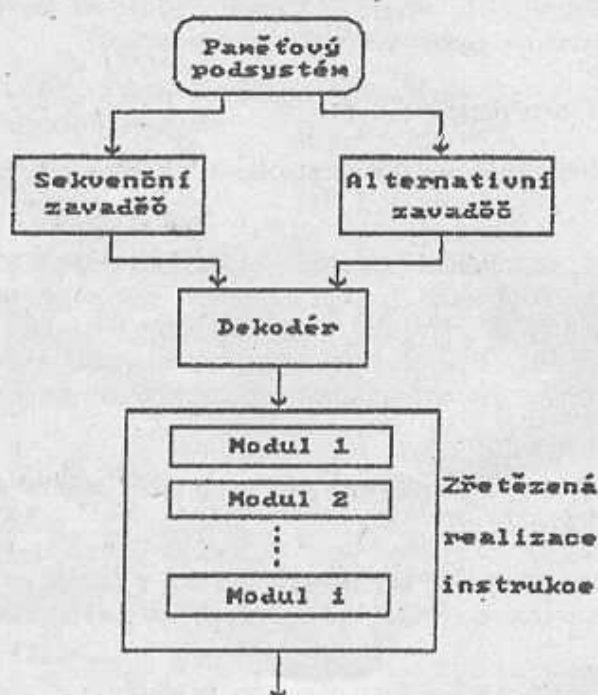 Paměťový
podsystém
Sekvenční
zavaděč
Alternativní
zavaděč
Dekodér
Modul 1
Modul 2
Modul i
Zřetězená
realizace
instrukce